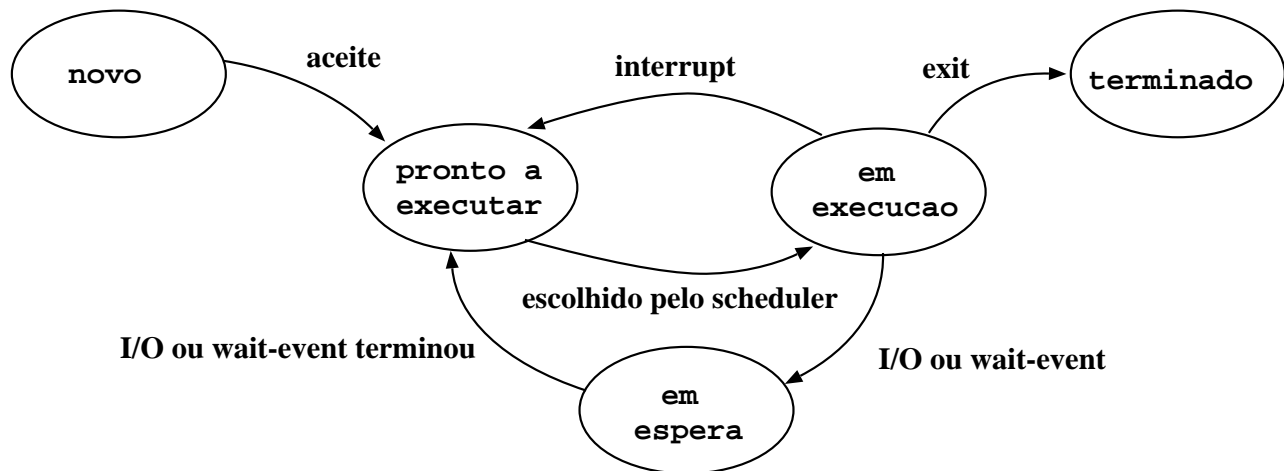 aceite
interrupt
exit
novo
terminado
pronto a
executar
em
execucao
escolhido pelo scheduler
I/O ou wait-event terminou
I/O ou wait-event
em
espera